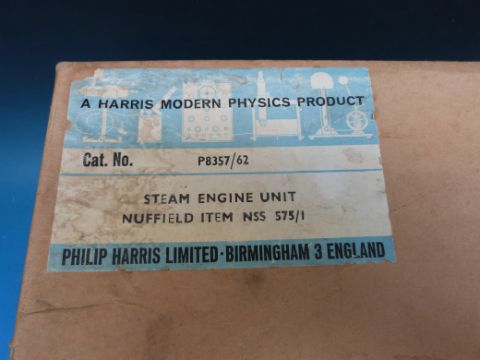 A HARRIS MODERN PHYSICS PRODUCT
Cat. No. P8357/62
STEAM ENGINE UNIT
NUFFIELD ITEM NSS 575/1
PHILIP HARRIS LIMITED·BIRMINGHAM 3 ENGLAND